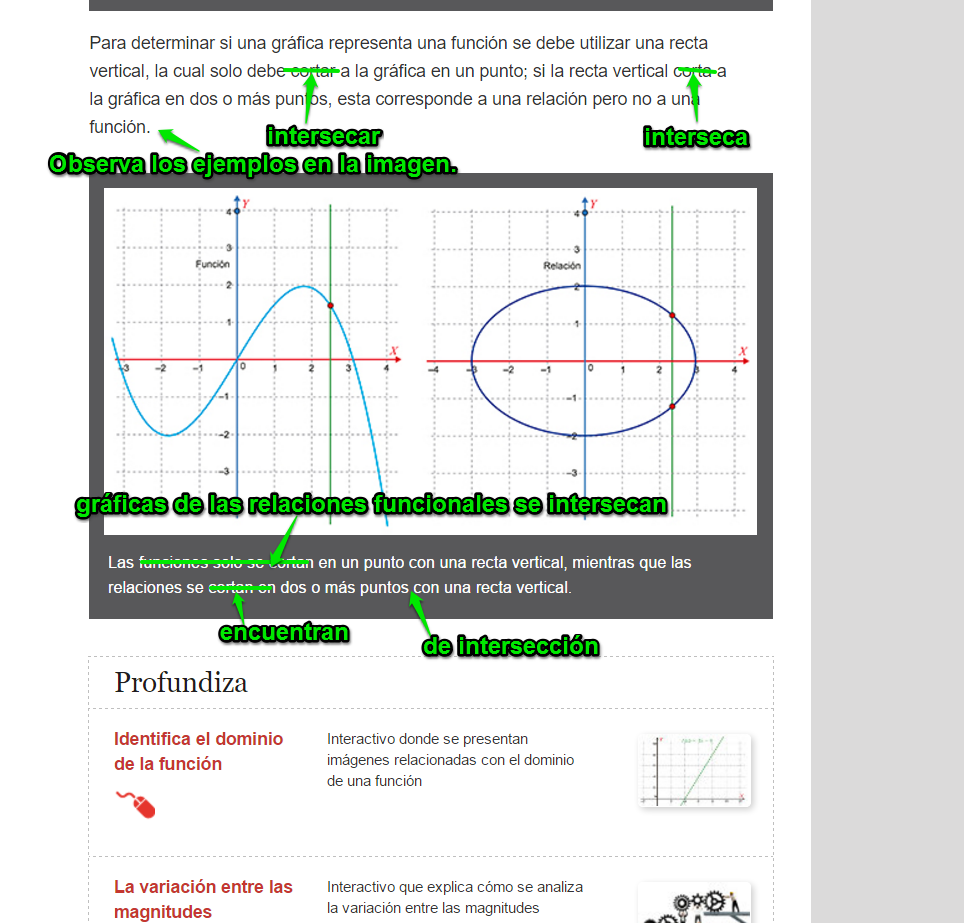 Para determinar si una gráfica representa una función se debe utilizar una recta
vertical, la cual solo debe cortar a la gráfica en un punto; si la recta vertical corta a
la gráfica en dos o más puntos, esta corresponde a una relación pero no a una
función.
intersecar
interseca
Observa los ejemplos en la imagen.
4 Y
3
Función
2
1
X
-3 -2 -1 0 1 2 3 4
-1
-2
-3
4 Y
3
Relación
2
1
X
-4 -3 -2 -1 0 1 2 3 4
-1
-2
-3
gráficas de las relaciones funcionales se intersecan
Las funciones solo se cortan en un punto con una recta vertical, mientras que las
relaciones se cortan en dos o más puntos con una recta vertical.
encuentran
de intersección
Profundiza
Identifica el dominio
de la función
Interactivo donde se presentan
imágenes relacionadas con el dominio
de una función
La variación entre las
magnitudes
Interactivo que explica cómo se analiza
la variación entre las magnitudes